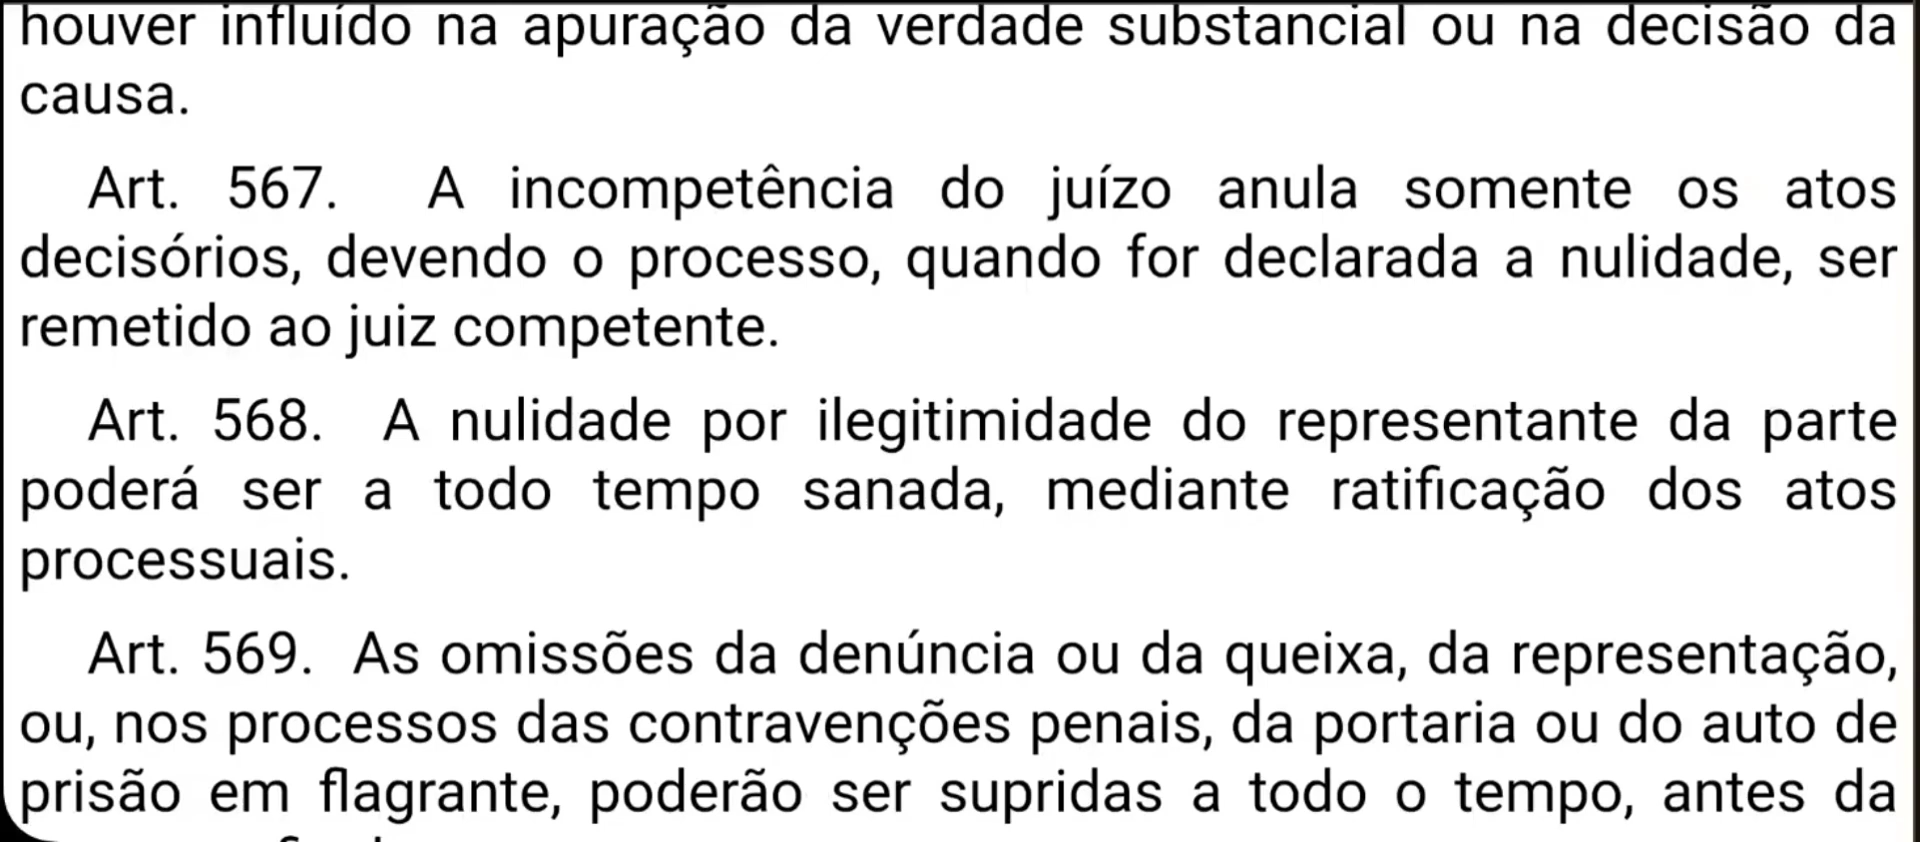 houver influído na apuração da verdade substancial ou na decisão da
causa.
Art. 567. A incompetência do juízo anula somente os atos
decisórios, devendo o processo, quando for declarada a nulidade, ser
remetido ao juiz competente.
Art. 568. A nulidade por ilegitimidade do representante da parte
poderá ser a todo tempo sanada, mediante ratificação dos atos
processuais.
Art. 569. As omissões da denúncia ou da queixa, da representação,
ou, nos processos das contravenções penais, da portaria ou do auto de
prisão em flagrante, poderão ser supridas a todo o tempo, antes da